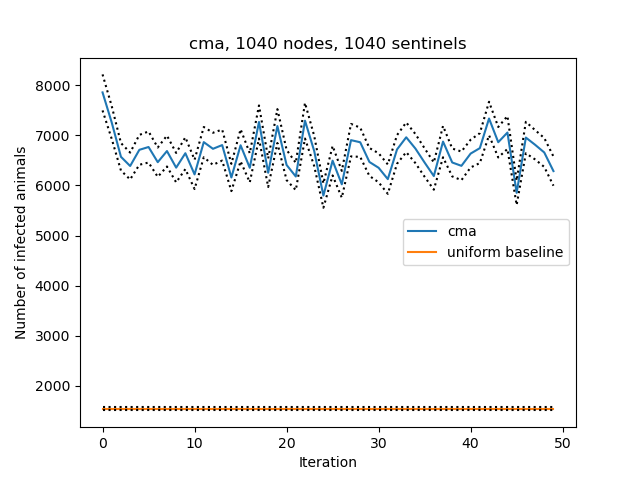 cma, 1040 nodes, 1040 sentinels
Number of infected animals
8000
7000
6000
5000
4000
3000
2000
cma
uniform baseline
0 10 20 30 40 50
Iteration